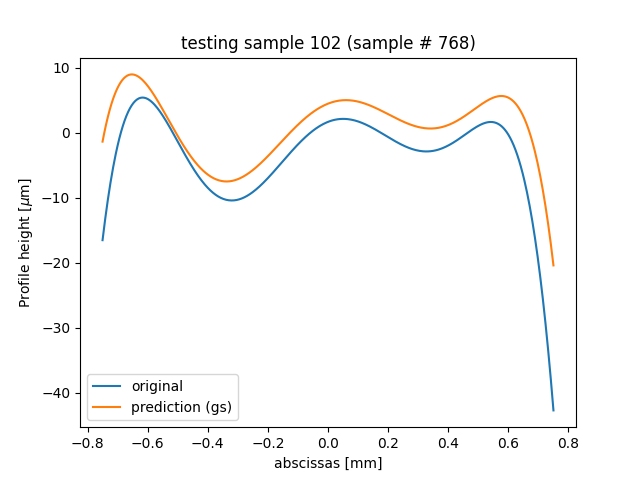 testing sample 102 (sample # 768)
10
0
−10
−20
−30
−40
Profile height [μm]
original
prediction (gs)
−0.8 −0.6 −0.4 −0.2 0.0 0.2 0.4 0.6 0.8
abscissas [mm]